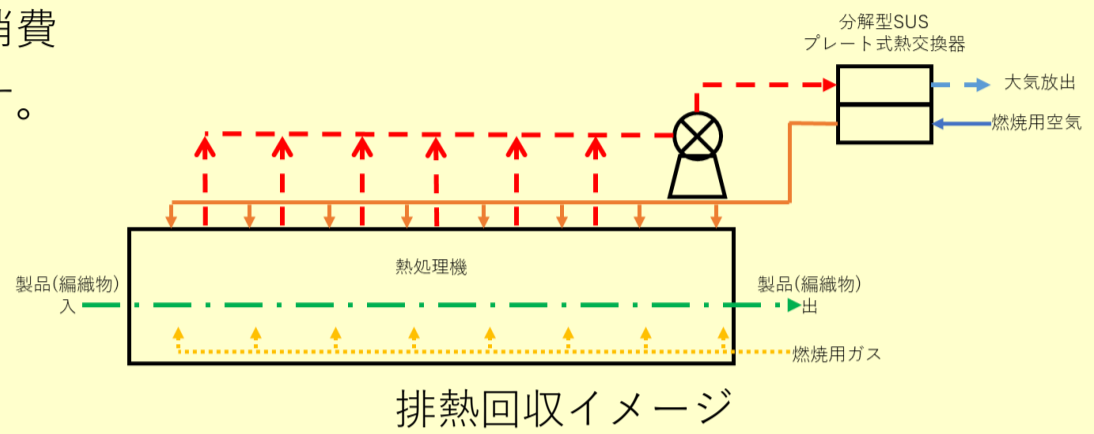 消費
す。
分解型SUS
プレート式熱交換器
大気放出
燃焼用空気
熱処理機
製品(編織物)
入
製品(編織物)
出
燃焼用ガス
排熱回収イメージ